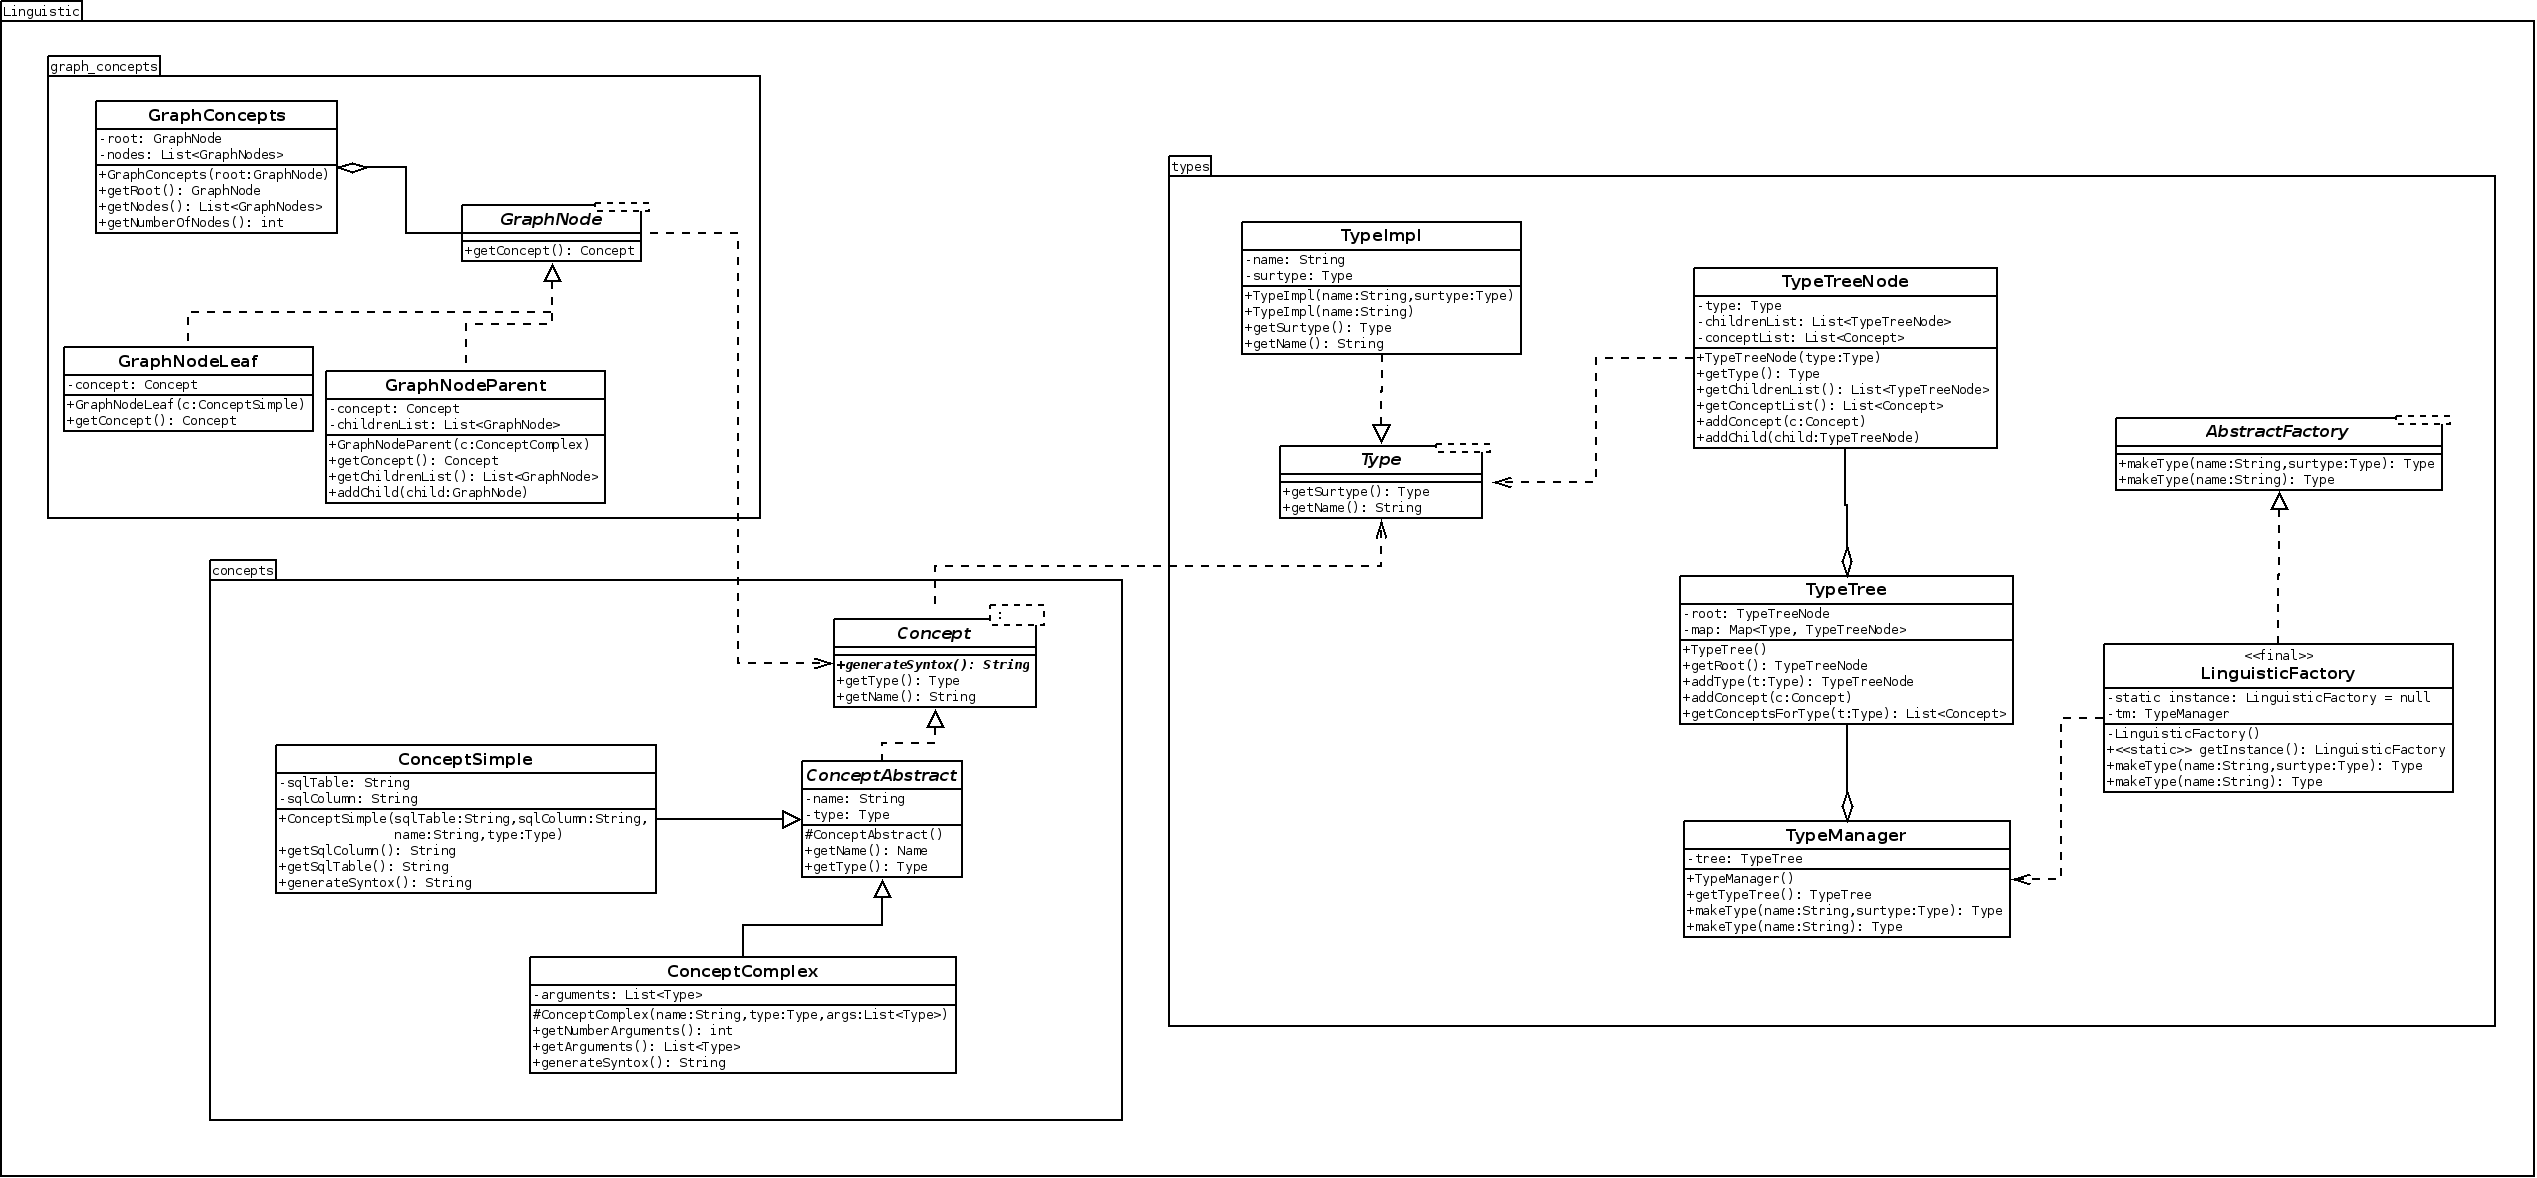 Linguistic
graph_concepts
GraphConcepts
-root: GraphNode
-nodes: List<GraphNodes>
+GraphConcepts(root:GraphNode)
+getRoot(): GraphNode
+getNodes(): List<GraphNodes>
+getNumberOfNodes(): int
GraphNode
+getConcept(): Concept
GraphNodeLeaf
-concept: Concept
+GraphNodeLeaf(c:ConceptSimple)
+getConcept(): Concept
GraphNodeParent
-concept: Concept
-childrenList: List<GraphNode>
+GraphNodeParent(c:ConceptComplex)
+getConcept(): Concept
+getChildrenList(): List<GraphNode>
+addChild(child:GraphNode)
concepts
:
Concept
+generateSyntox(): String
+getType(): Type
+getName(): String
ConceptSimple
-sqlTable: String
-sqlColumn: String
+ConceptSimple(sqlTable:String,sqlColumn:String,
name:String,type:Type)
+getSqlColumn(): String
+getSqlTable(): String
+generateSyntox(): String
ConceptAbstract
-name: String
-type: Type
#ConceptAbstract()
+getName(): Name
+getType(): Type
ConceptComplex
-arguments: List<Type>
#ConceptComplex(name:String,type:Type,args:List<Type>)
+getNumberArguments(): int
+getArguments(): List<Type>
+generateSyntox(): String
types
TypeImpl
-name: String
-surtype: Type
+TypeImpl(name:String,surtype:Type)
+TypeImpl(name:String)
+getSurtype(): Type
+getName(): String
Type
+getSurtype(): Type
+getName(): String
TypeTreeNode
-type: Type
-childrenList: List<TypeTreeNode>
-conceptList: List<Concept>
+TypeTreeNode(type:Type)
+getType(): Type
+getChildrenList(): List<TypeTreeNode>
+getConceptList(): List<Concept>
+addConcept(c:Concept)
+addChild(child:TypeTreeNode)
TypeTree
-root: TypeTreeNode
-map: Map<Type, TypeTreeNode>
+TypeTree()
+getRoot(): TypeTreeNode
+addType(t:Type): TypeTreeNode
+addConcept(c:Concept)
+getConceptsForType(t:Type): List<Concept>
TypeManager
-tree: TypeTree
+TypeManager()
+getTypeTree(): TypeTree
+makeType(name:String,surtype:Type): Type
+makeType(name:String): Type
AbstractFactory
+makeType(name:String,surtype:Type): Type
+makeType(name:String): Type
<<final>>
LinguisticFactory
-static instance: LinguisticFactory = null
-tm: TypeManager
-LinguisticFactory()
+<<static>> getInstance(): LinguisticFactory
+makeType(name:String,surtype:Type): Type
+makeType(name:String): Type